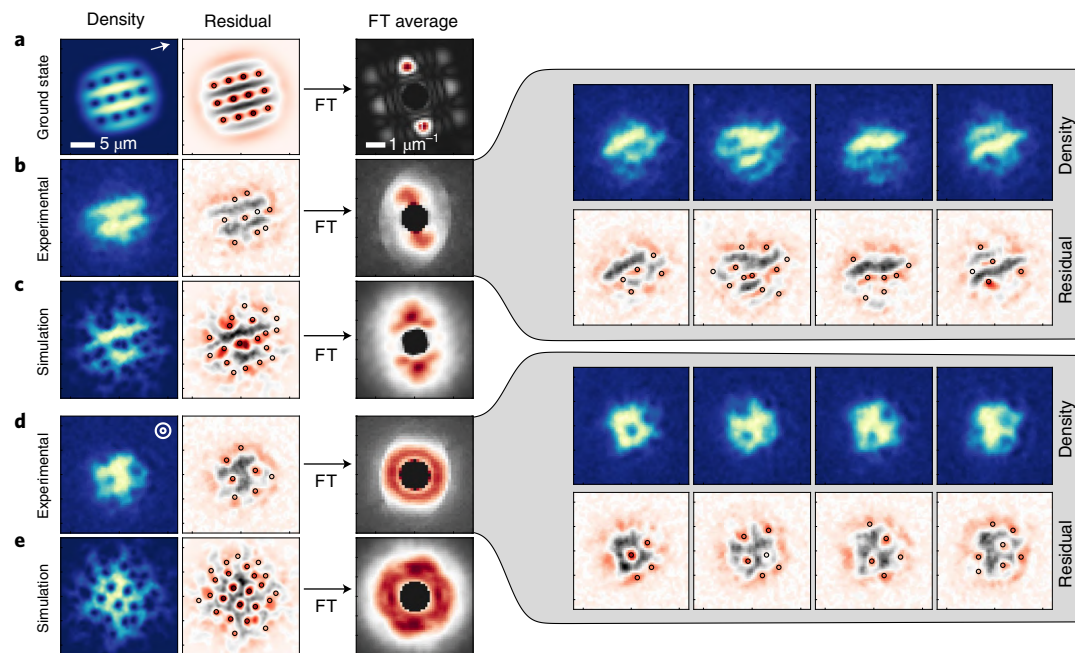 Density Residual FT average
a
Ground state
5 μm
FT
1 μm⁻¹
Density
b
Experimental
FT
Residual
c
Simulation
FT
d
Experimental
FT
Density
e
Simulation
FT
Residual